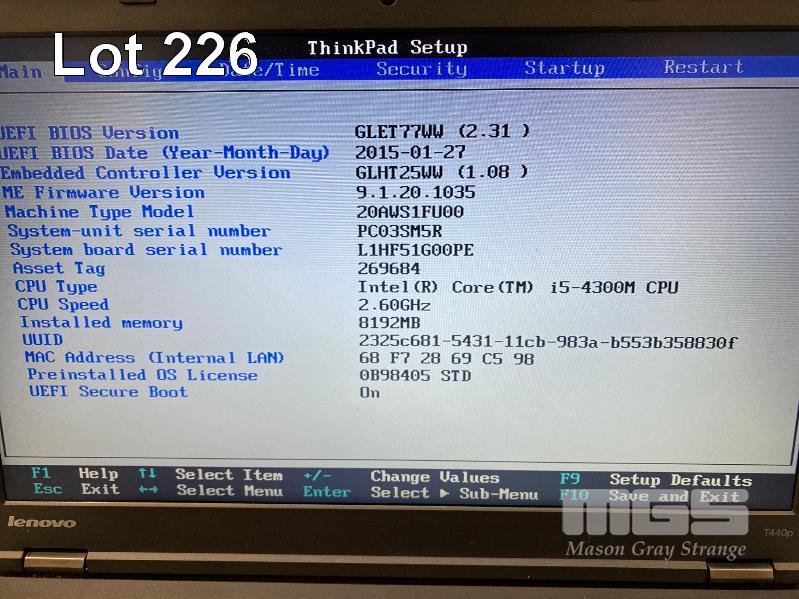 Lot 226
ThinkPad Setup
Main Config Date/Time Security Startup Restart
UEFI BIOS Version GLET77WW (2.31 )
UEFI BIOS Date (Year-Month-Day) 2015-01-27
Embedded Controller Version GLHT25WW (1.08 )
ME Firmware Version 9.1.20.1035
Machine Type Model 20AWS1FU00
System-unit serial number PC03SM5R
System board serial number L1HF51G00PE
Asset Tag 269684
CPU Type Intel(R) Core(TM) i5-4300M CPU
CPU Speed 2.60GHz
Installed memory 8192MB
UUID 2325c681-5431-11cb-983a-b553b358830f
MAC Address (Internal LAN) 68 F7 28 69 C5 98
Preinstalled OS License 0B98405 STD
UEFI Secure Boot On
F1 Help ↑↓ Select Item +/- Change Values F9 Setup Defaults
Esc Exit ←→ Select Menu Enter Select ▶ Sub-Menu F10 Save and Exit
lenovo
MGS
T440p
Mason Gray Strange